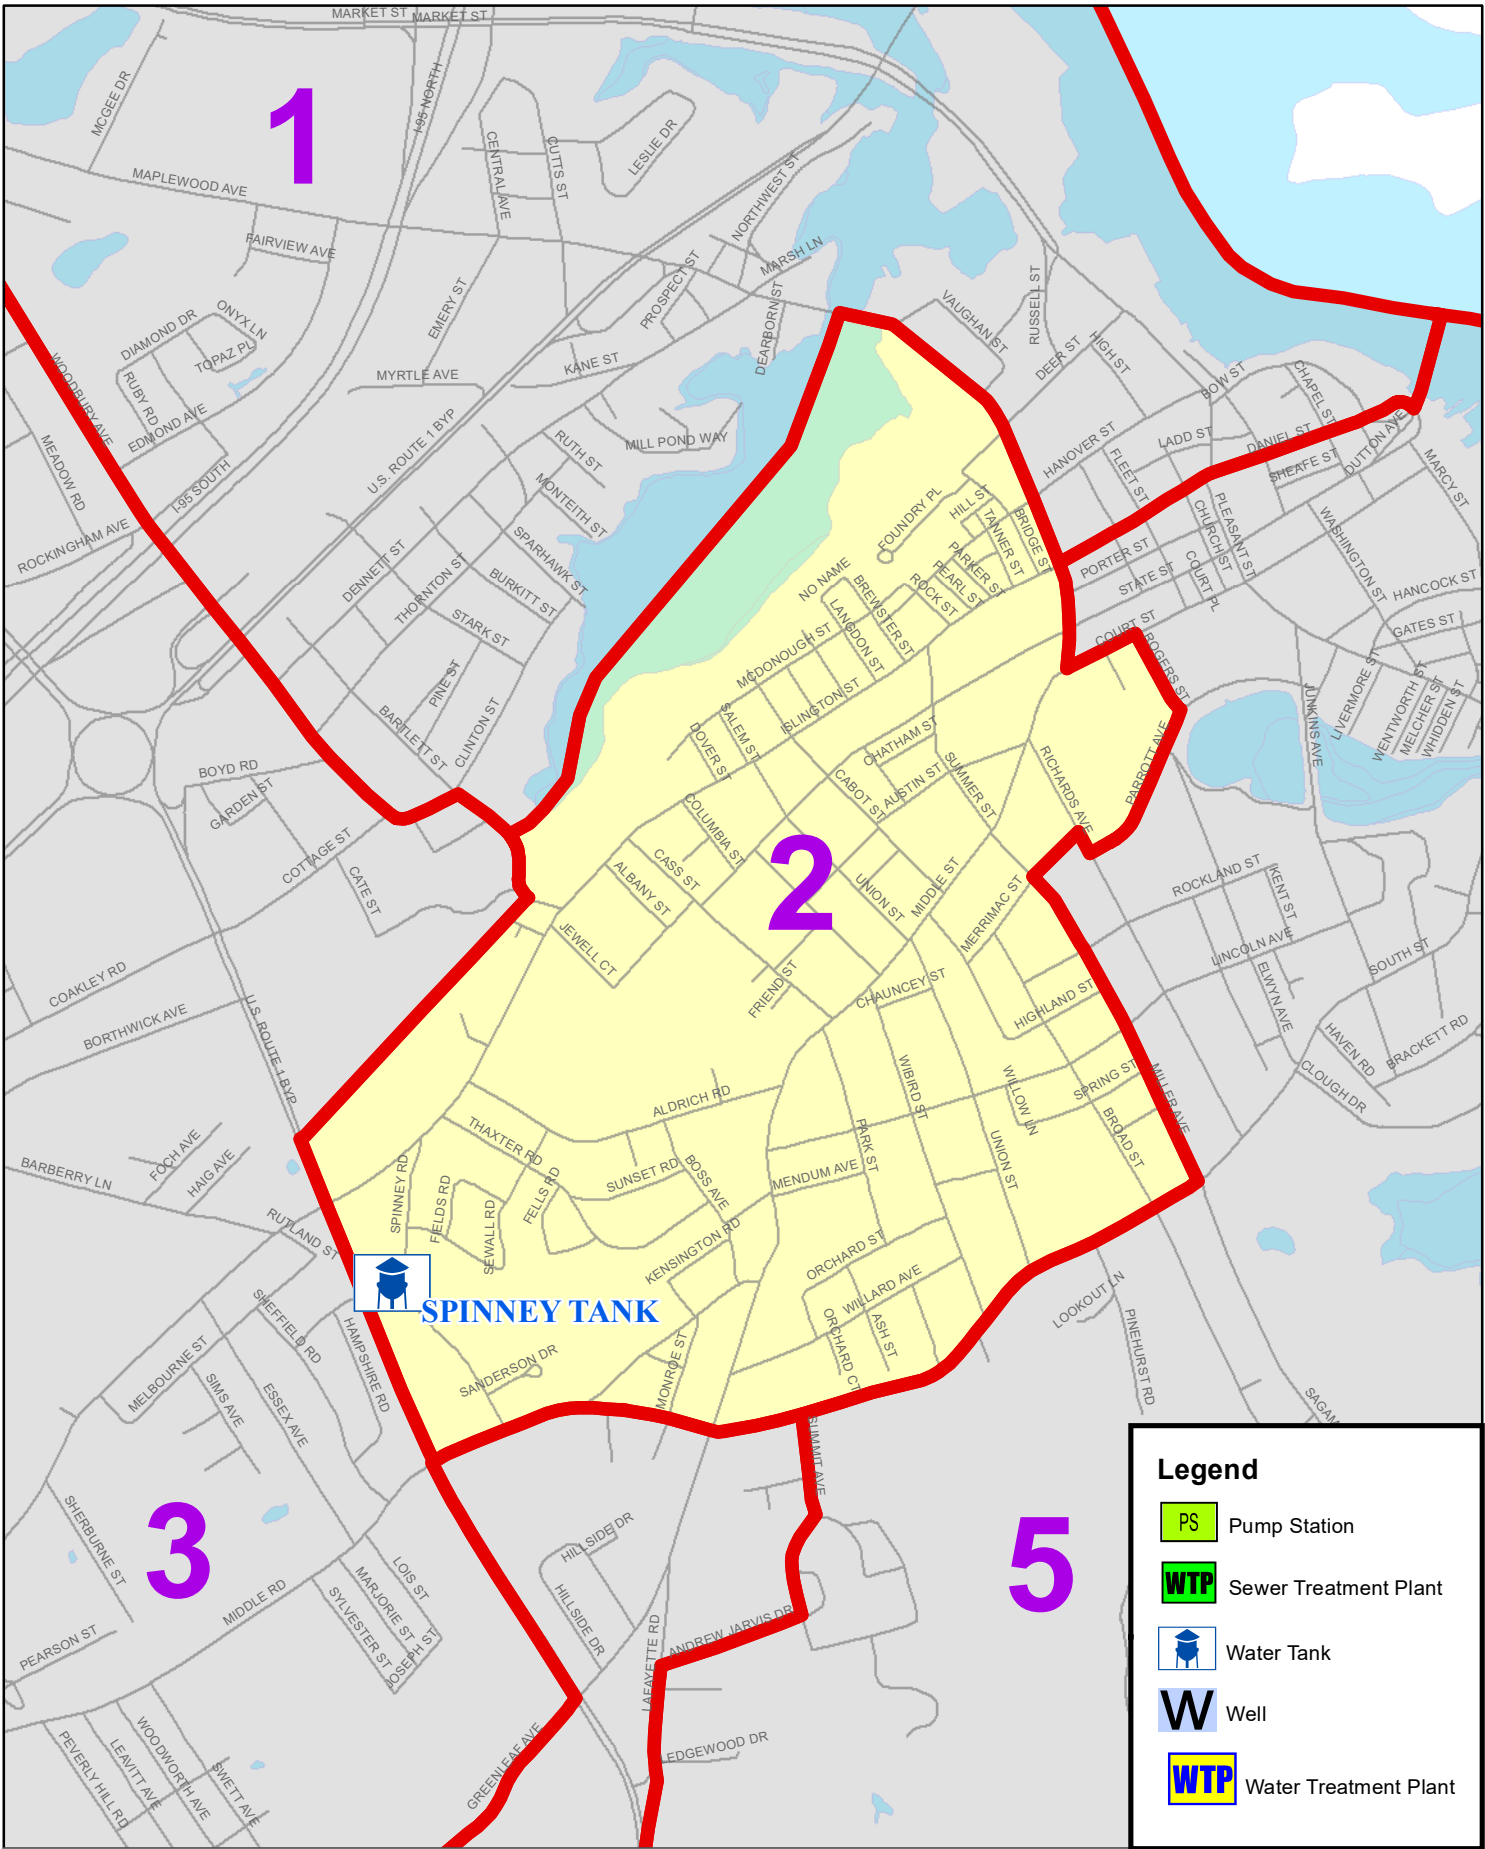 MARKET ST
MARKET ST
MCGEE DR
1
I-95 NORTH
CENTRAL AVE
CUTTS ST
LESLIE DR
MAPLEWOOD AVE
NORTHWEST ST
FAIRVIEW AVE
MARSH LN
PROSPECT ST
EMERY ST
DEARBORN ST
RUSSELL ST
VAUGHAN ST
ONYX LN
DIAMOND DR
TOPAZ PL
DEER ST
HIGH ST
WOODBURY AVE
RUBY RD
KANE ST
MYRTLE AVE
BOW ST
CHAPEL ST
EDMOND AVE
MEADOW RD
U.S. ROUTE 1 BYP
MILL POND WAY
RUTH ST
HANOVER ST
LADD ST
DANIEL ST
DUTTON AVE
I-95 SOUTH
MONTEITH ST
FLEET ST
SHEAFE ST
MARCY ST
ROCKINGHAM AVE
FOUNDRY PL
HILL ST
TANNER ST
BRIDGE ST
PLEASANT ST
CHURCH ST
WASHINGTON ST
SPARHAWK ST
DENNETT ST
THORNTON ST
BURKITT ST
PARKER ST
PEARL ST
ROCK ST
PORTER ST
STATE ST
COURT PL
HANCOCK ST
NO NAME
BREWSTER ST
LANGDON ST
STARK ST
COURT ST
GATES ST
MCDONOUGH ST
ROGERS ST
PINE ST
ISLINGTON ST
LIVERMORE ST
WENTWORTH ST
MELCHER ST
WHIDDEN ST
JUNKINS AVE
BARTLETT ST
CLINTON ST
SALEM ST
DOVER ST
CHATHAM ST
BOYD RD
GARDEN ST
CABOT ST
AUSTIN ST
SUMMER ST
RICHARDS AVE
PARROTT AVE
COLUMBIA ST
COTTAGE ST
CATE ST
CASS ST
ALBANY ST
2
UNION ST
MIDDLE ST
MERRIMAC ST
ROCKLAND ST
KENT ST
JEWELL CT
LINCOLN AVE
SOUTH ST
COAKLEY RD
FRIEND ST
CHAUNCEY ST
ELWYN AVE
BORTHWICK AVE
HIGHLAND ST
U.S. ROUTE 1 BYP
HAVEN RD
BRACKETT RD
WIBIRD ST
WILLOW LN
SPRING ST
MILLER AVE
CLOUGH DR
ALDRICH RD
THAXTER RD
PARK ST
BROAD ST
UNION ST
FOCH AVE
HAIG AVE
BARBERRY LN
SPINNEY RD
FIELDS RD
SEWALL RD
FELLS RD
SUNSET RD
BOSS AVE
MENDUM AVE
RUTLAND ST
KENSINGTON RD
ORCHARD ST
WILLARD AVE
SPINNEY TANK
LOOKOUT LN
SHEFFIELD RD
HAMPSHIRE RD
ORCHARD CT
ASH ST
PINEHURST RD
MELBOURNE ST
SANDERSON DR
MONROE ST
SIMS AVE
ESSEX AVE
SAGAM
SUMMIT AVE
SHERBURNE ST
3
HILLSIDE DR
5
LOIS ST
MARJORIE ST
SYLVESTER ST
JOSEPH ST
MIDDLE RD
HILLSIDE DR
ANDREW JARVIS DR
LAFAYETTE RD
PEARSON ST
PEVERLY HILL RD
LEAVITT AVE
WOODWORTH AVE
SWETT AVE
GREENLEAF AVE
EDGEWOOD DR
Legend
PS Pump Station
WTP Sewer Treatment Plant
Water Tank
W Well
WTP Water Treatment Plant